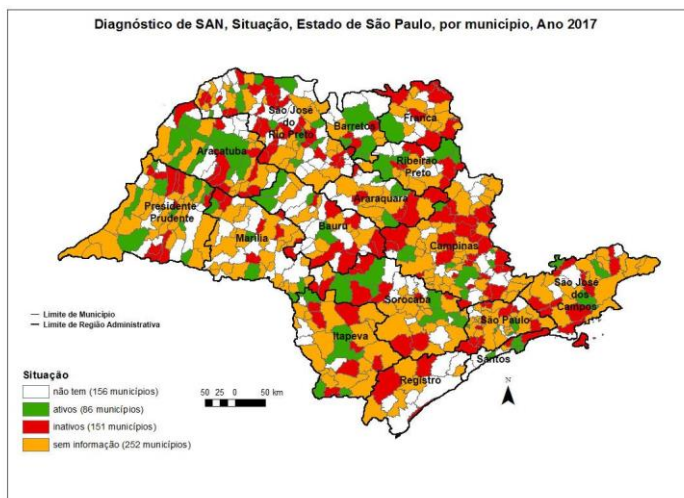 Diagnóstico de SAN, Situação, Estado de São Paulo, por município, Ano 2017
São José
do
Rio Preto
Barretos
Franca
Araçatuba
Ribeirão
Preto
Presidente
Prudente
Araraquara
Marília
Bauru
Campinas
São José
dos
Campos
Sorocaba
São Paulo
Itapeva
Santos
Registro
Limite de Município
Limite de Região Administrativa
Situação
não tem (156 municípios)
ativos (86 municípios)
inativos (151 municípios)
sem informação (252 municípios)
50 25 0 50 km
N